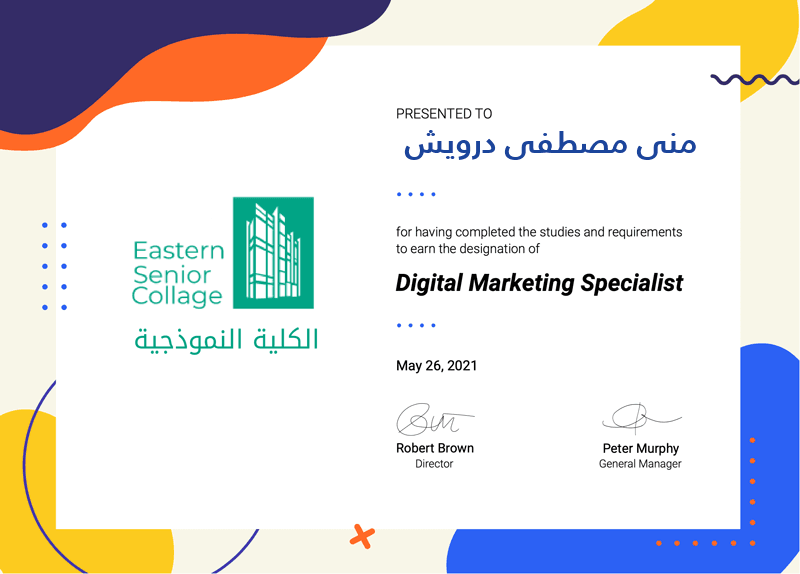 PRESENTED TO
منى مصطفى درويش
for having completed the studies and requirements
to earn the designation of
Digital Marketing Specialist
Eastern
Senior
Collage
الكلية النموذجية
May 26, 2021
Robert Brown
Director
Peter Murphy
General Manager